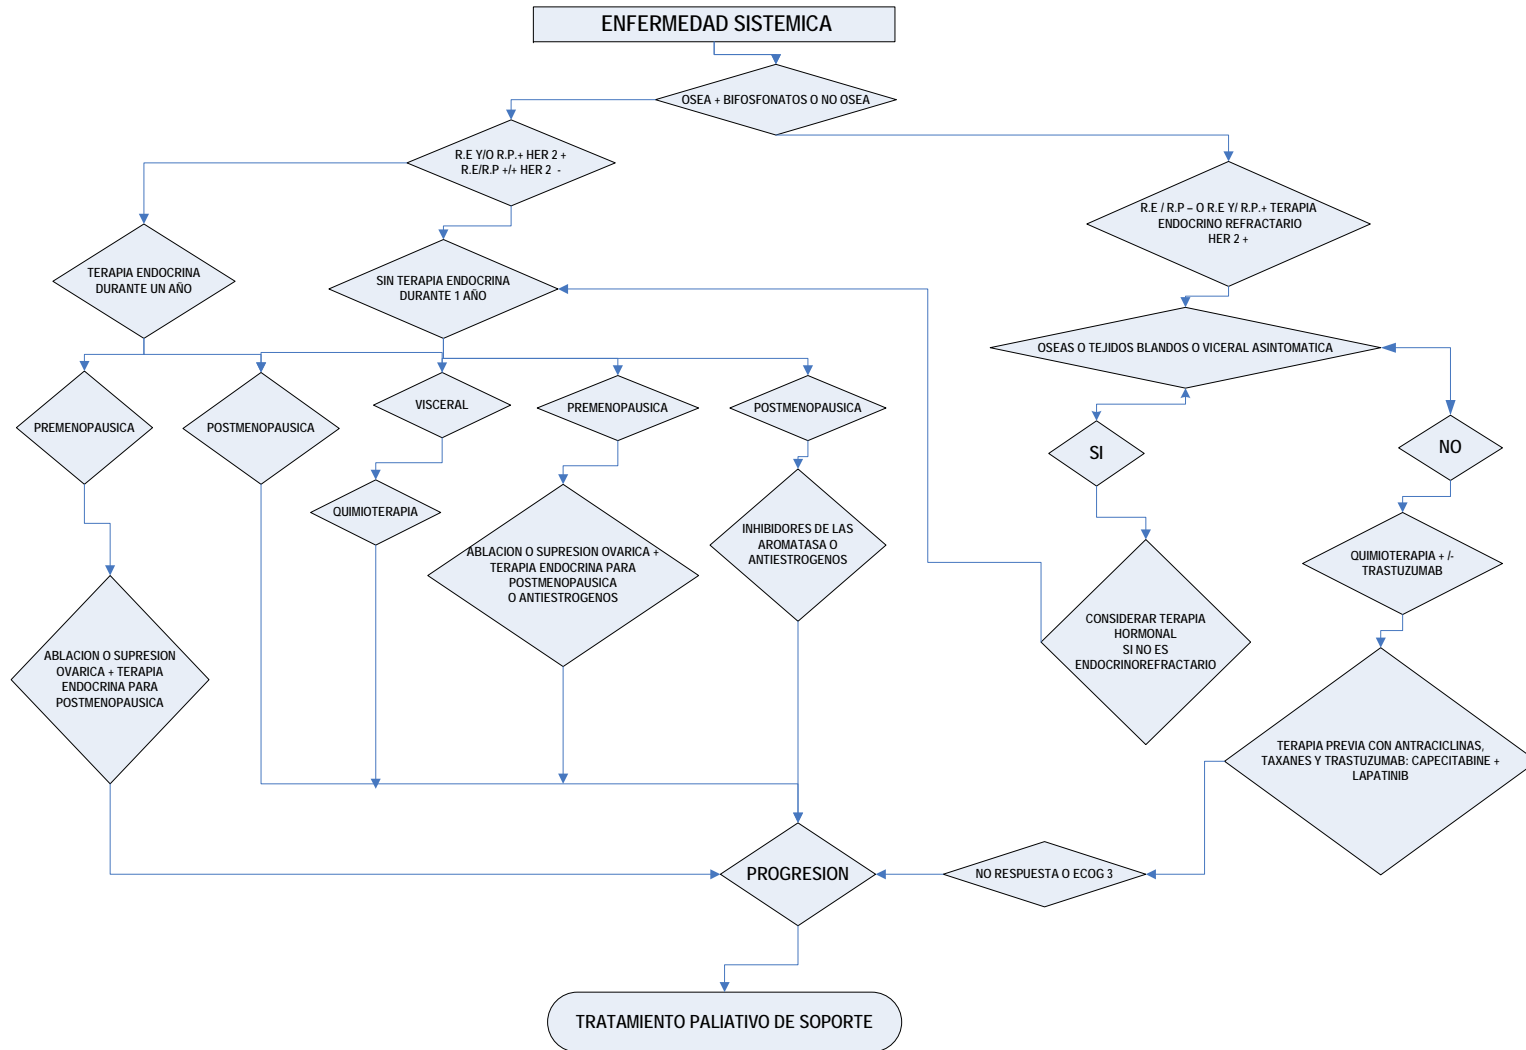 ENFERMEDAD SISTEMICA
OSEA + BIFOSFONATOS O NO OSEA
R.E Y/O R.P.+ HER 2 +
R.E/R.P +/+ HER 2  -
R.E / R.P – O R.E Y/ R.P.+ TERAPIA
ENDOCRINO REFRACTARIO
HER 2 +
TERAPIA ENDOCRINA
DURANTE UN AÑO
SIN TERAPIA ENDOCRINA
DURANTE 1 AÑO
OSEAS O TEJIDOS BLANDOS O VICERAL ASINTOMATICA
PREMENOPAUSICA
POSTMENOPAUSICA
VISCERAL
PREMENOPAUSICA
POSTMENOPAUSICA
SI
NO
QUIMIOTERAPIA
ABLACION O SUPRESION OVARICA +
TERAPIA ENDOCRINA PARA
POSTMENOPAUSICA
O ANTIESTROGENOS
INHIBIDORES DE LAS
AROMATASA O
ANTIESTROGENOS
QUIMIOTERAPIA + /-
TRASTUZUMAB
CONSIDERAR TERAPIA
HORMONAL
SI NO ES
ENDOCRINOREFRACTARIO
ABLACION O SUPRESION
OVARICA + TERAPIA
ENDOCRINA PARA
POSTMENOPAUSICA
TERAPIA PREVIA CON ANTRACICLINAS,
TAXANES Y TRASTUZUMAB: CAPECITABINE +
LAPATINIB
PROGRESION
NO RESPUESTA O ECOG 3
TRATAMIENTO PALIATIVO DE SOPORTE